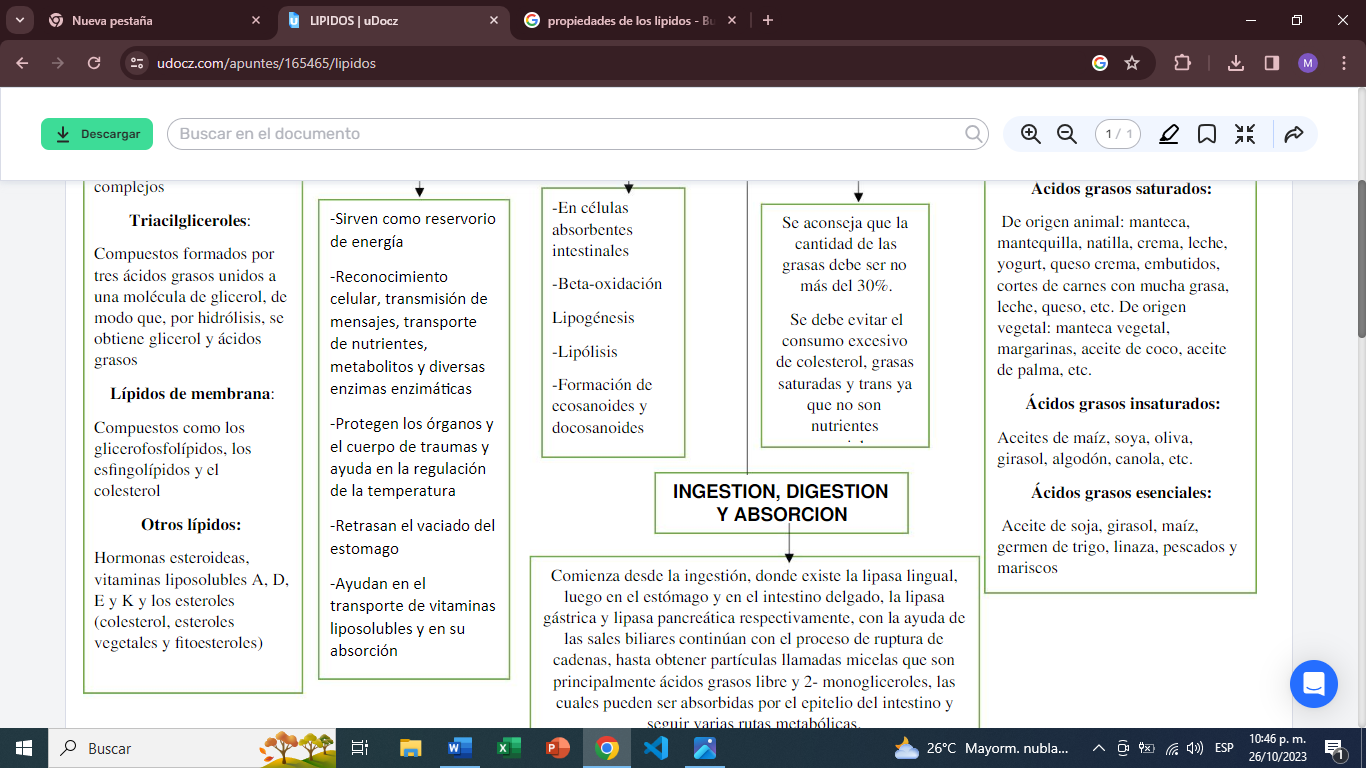 Nueva pestaña
LIPIDOS | uDocz
propiedades de los lipidos - Bu
udocz.com/apuntes/165465/lipidos
M
Descargar
Buscar en el documento
1 / 1
complejos
Triacilgliceroles:
Compuestos formados por
tres ácidos grasos unidos a
una molécula de glicerol, de
modo que, por hidrólisis, se
obtiene glicerol y ácidos
grasos
Lípidos de membrana:
Compuestos como los
glicerofosfolípidos, los
esfingolípidos y el
colesterol
Otros lípidos:
Hormonas esteroideas,
vitaminas liposolubles A, D,
E y K y los esteroles
(colesterol, esteroles
vegetales y fitoesteroles)
-Sirven como reservorio
de energía
-Reconocimiento
celular, transmisión de
mensajes, transporte
de nutrientes,
metabolitos y diversas
enzimas enzimáticas
-Protegen los órganos y
el cuerpo de traumas y
ayuda en la regulación
de la temperatura
-Retrasan el vaciado del
estomago
-Ayudan en el
transporte de vitaminas
liposolubles y en su
absorción
-En células
absorbentes
intestinales
-Beta-oxidación
Lipogénesis
-Lipólisis
-Formación de
ecosanoides y
docosanoides
Se aconseja que la
cantidad de las
grasas debe ser no
más del 30%.
Se debe evitar el
consumo excesivo
de colesterol, grasas
saturadas y trans ya
que no son
nutrientes
INGESTION, DIGESTION
Y ABSORCION
Comienza desde la ingestión, donde existe la lipasa lingual,
luego en el estómago y en el intestino delgado, la lipasa
gástrica y lipasa pancreática respectivamente, con la ayuda de
las sales biliares continúan con el proceso de ruptura de
cadenas, hasta obtener partículas llamadas micelas que son
principalmente ácidos grasos libre y 2- monogliceroles, las
cuales pueden ser absorbidas por el epitelio del intestino y
seguir varias rutas metabólicas.
Ácidos grasos saturados:
De origen animal: manteca,
mantequilla, natilla, crema, leche,
yogurt, queso crema, embutidos,
cortes de carnes con mucha grasa,
leche, queso, etc. De origen
vegetal: manteca vegetal,
margarinas, aceite de coco, aceite
de palma, etc.
Ácidos grasos insaturados:
Aceites de maíz, soya, oliva,
girasol, algodón, canola, etc.
Ácidos grasos esenciales:
Aceite de soja, girasol, maíz,
germen de trigo, linaza, pescados y
mariscos
Buscar
26°C Mayorm. nubla...
ESP
10:46 p. m.
26/10/2023
1